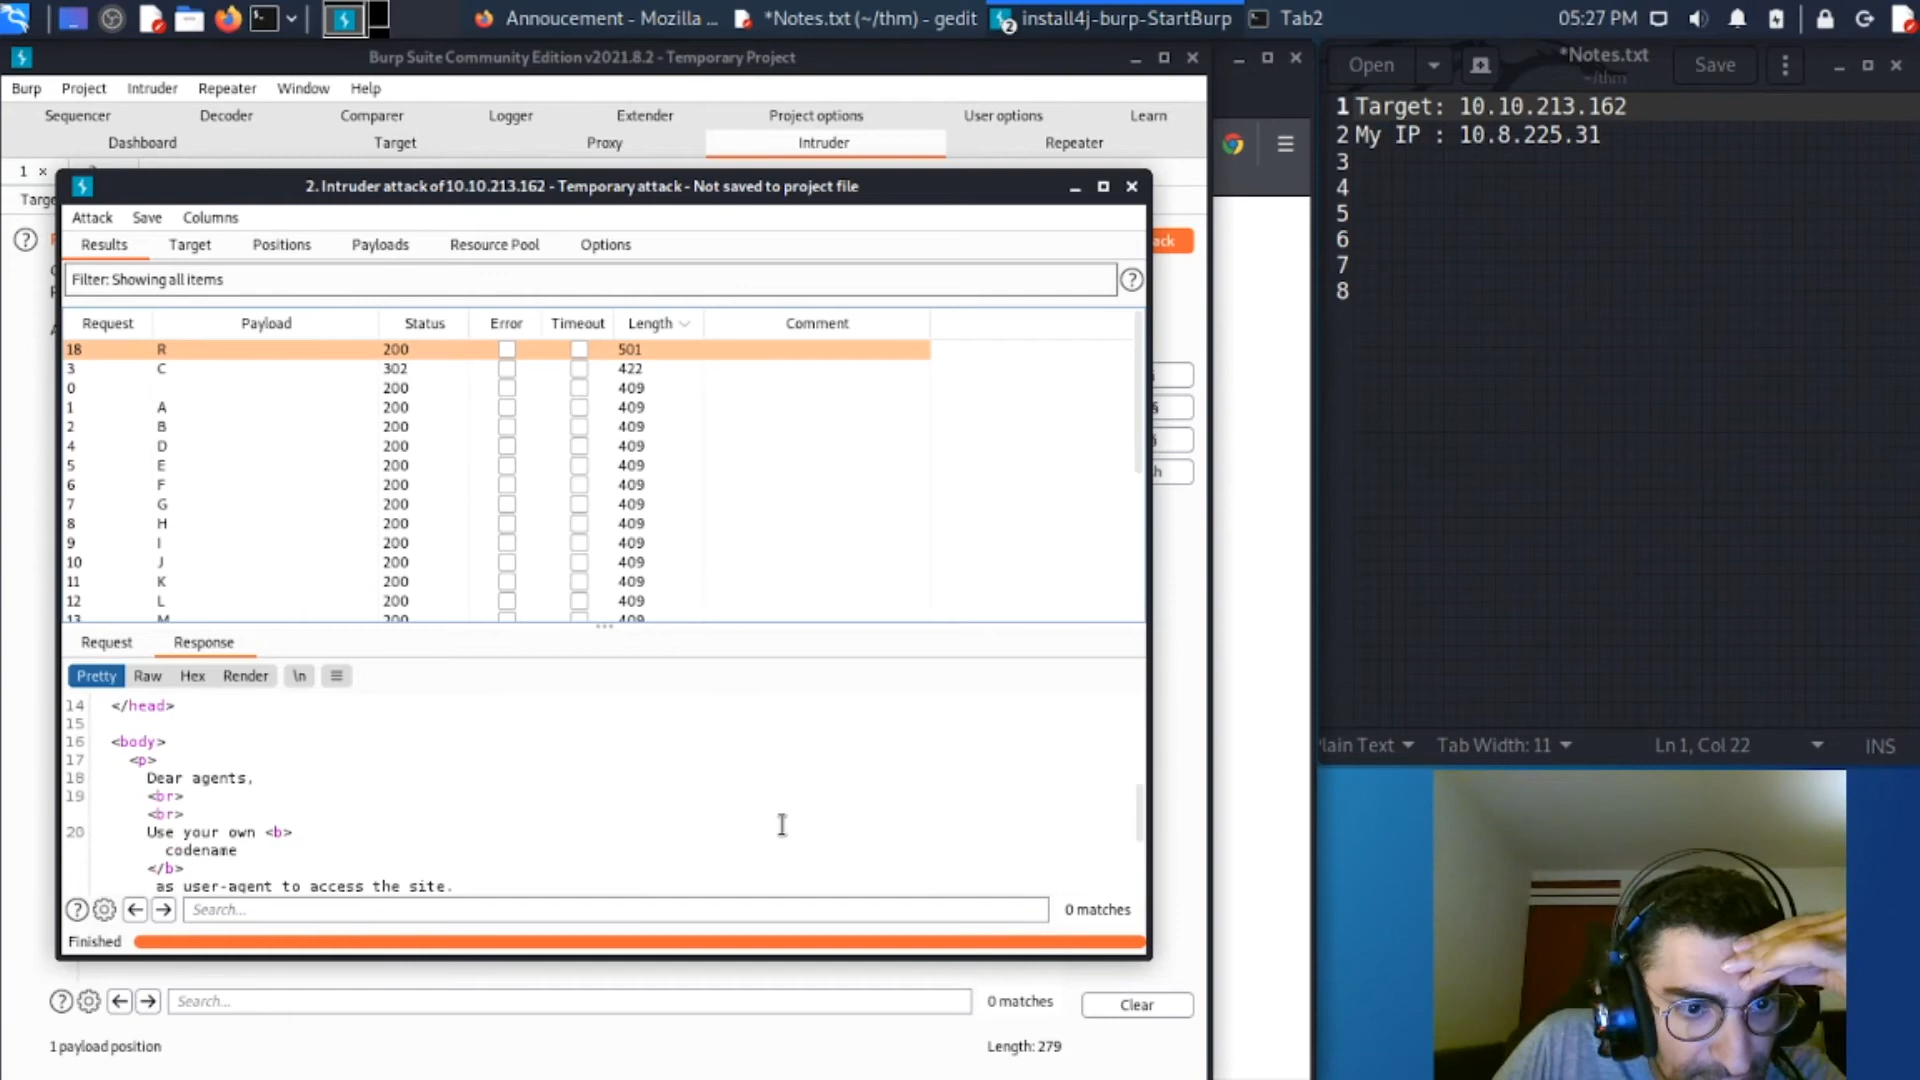 Annoucement - Mozilla ...
*Notes.txt (~/thm) - gedit
2
install4j-burp-StartBurp
Tab2
05:27 PM
Burp Suite Community Edition v2021.8.2 - Temporary Project
Burp Project Intruder Repeater Window Help
Sequencer Decoder Comparer Logger Extender Project options User options Learn
Dashboard Target Proxy Intruder Repeater
1 ×
Targe
2. Intruder attack of 10.10.213.162 - Temporary attack - Not saved to project file
Attack Save Columns
Results Target Positions Payloads Resource Pool Options
ack
Filter: Showing all items
?
Request Payload Status Error Timeout Length Comment
18 R 200 501
3 C 302 422
0 200 409
1 A 200 409
2 B 200 409
4 D 200 409
5 E 200 409
6 F 200 409
7 G 200 409
8 H 200 409
9 I 200 409
10 J 200 409
11 K 200 409
12 L 200 409
13 M 200 409
Request Response
Pretty Raw Hex Render \n ≡
14 </head>
15
16 <body>
17 <p>
18 Dear agents,
19 <br>
<br>
20 Use your own <b>
codename
</b>
as user-agent to access the site.
? Search... 0 matches
Finished
? Search... 0 matches Clear
1 payload position Length: 279
Open *Notes.txt Save
~/thm
1 Target: 10.10.213.162
2 My IP : 10.8.225.31
3
4
5
6
7
8
Plain Text Tab Width: 11 Ln 1, Col 22 INS